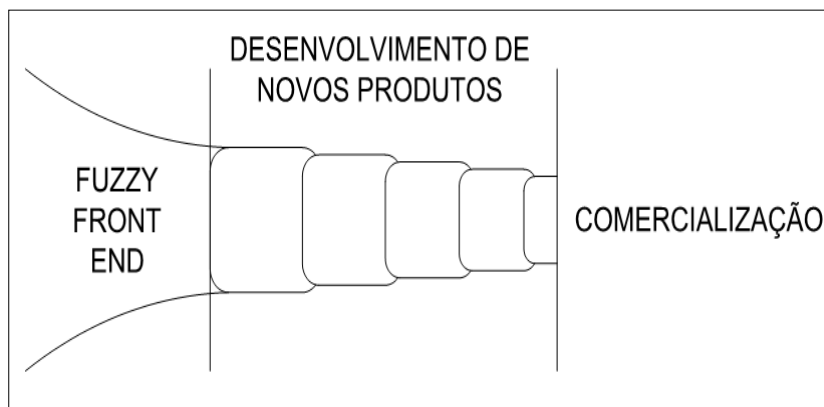 DESENVOLVIMENTO DE
NOVOS PRODUTOS
FUZZY
FRONT
END
COMERCIALIZAÇÃO